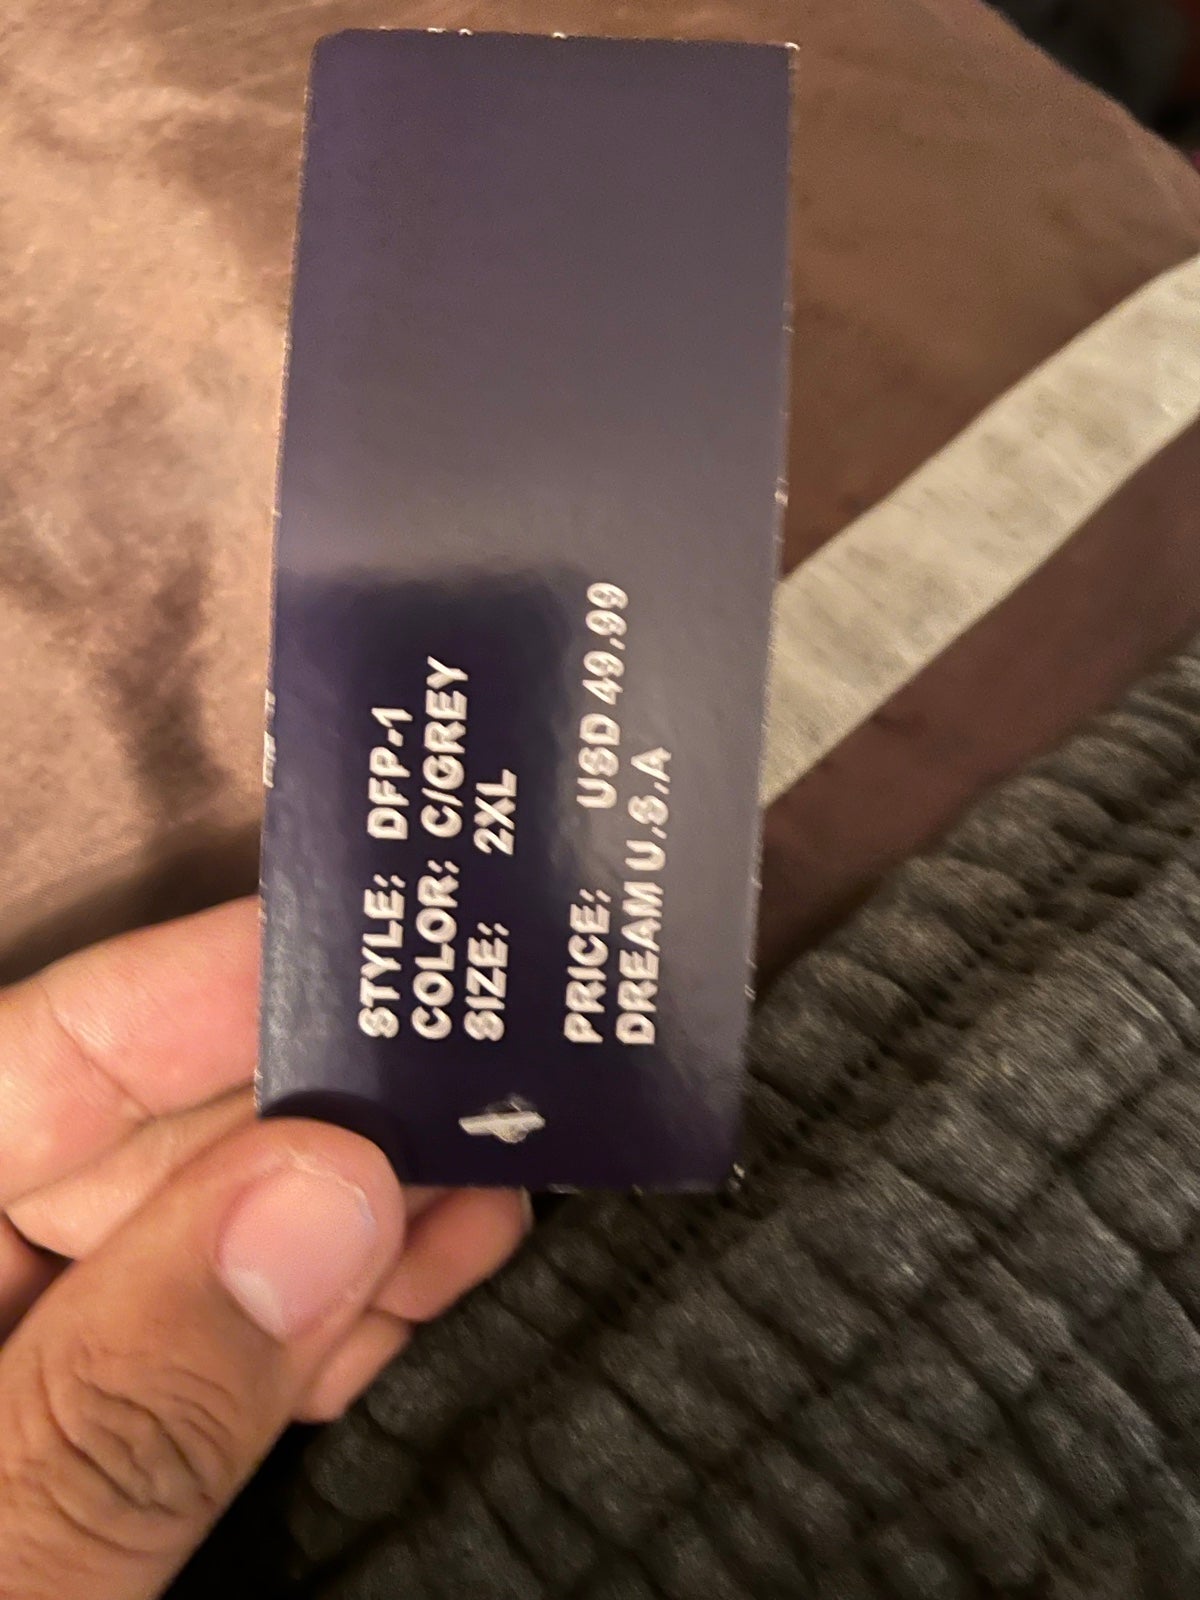 STYLE: DFP-1
COLOR: C/GREY
SIZE: 2XL
PRICE: USD 49.99
DREAM U.S.A